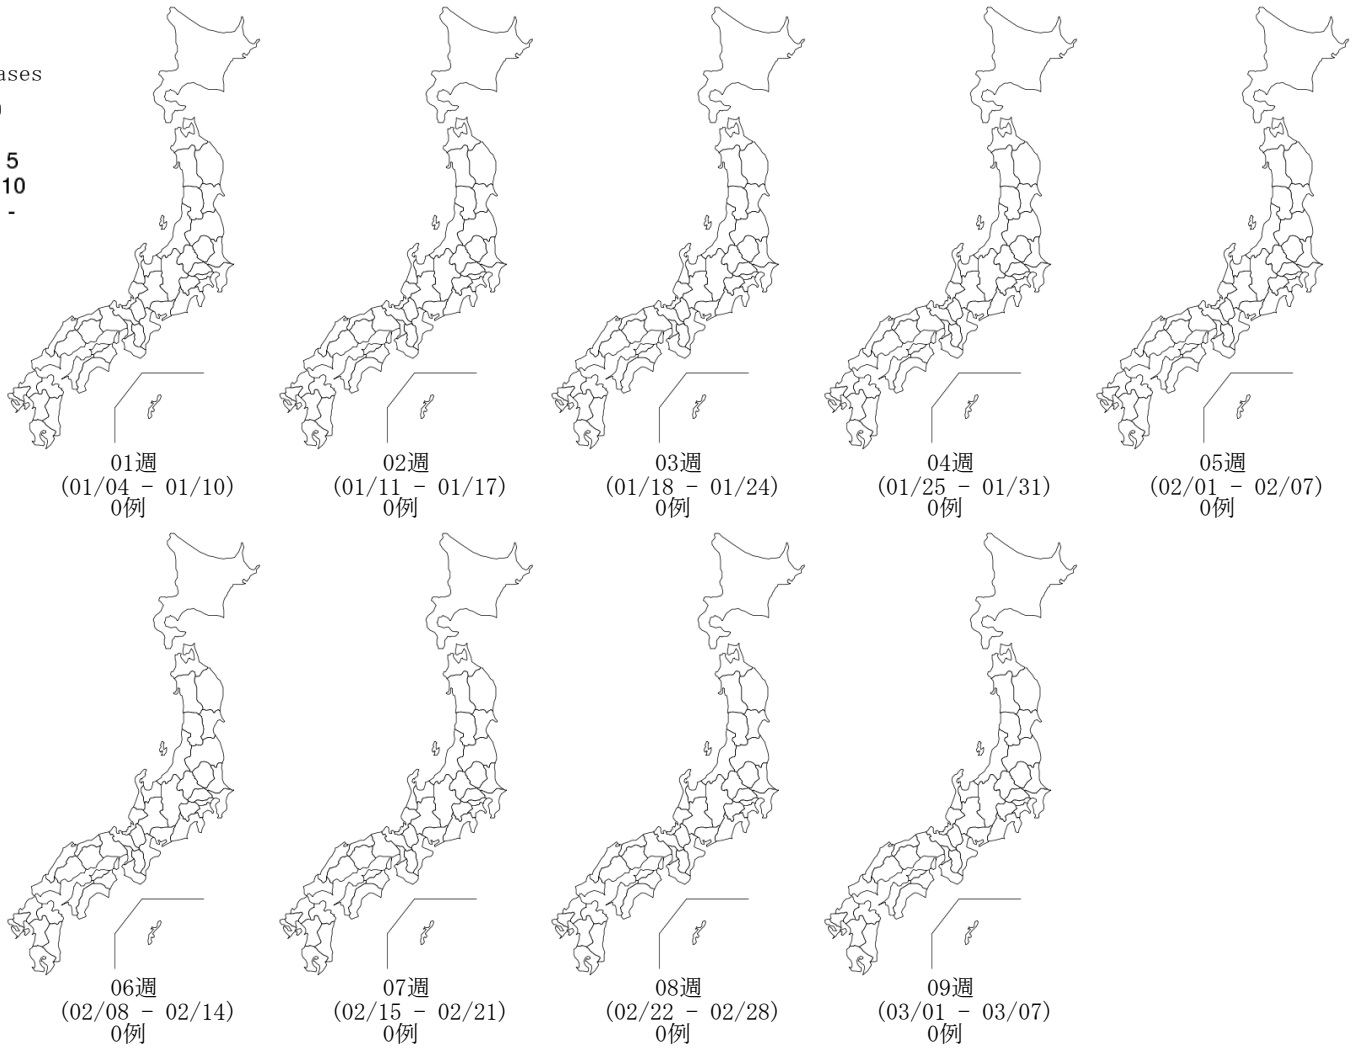 ases
5
10
-
01週
(01/04 - 01/10)
0例
02週
(01/11 - 01/17)
0例
03週
(01/18 - 01/24)
0例
04週
(01/25 - 01/31)
0例
05週
(02/01 - 02/07)
0例
06週
(02/08 - 02/14)
0例
07週
(02/15 - 02/21)
0例
08週
(02/22 - 02/28)
0例
09週
(03/01 - 03/07)
0例